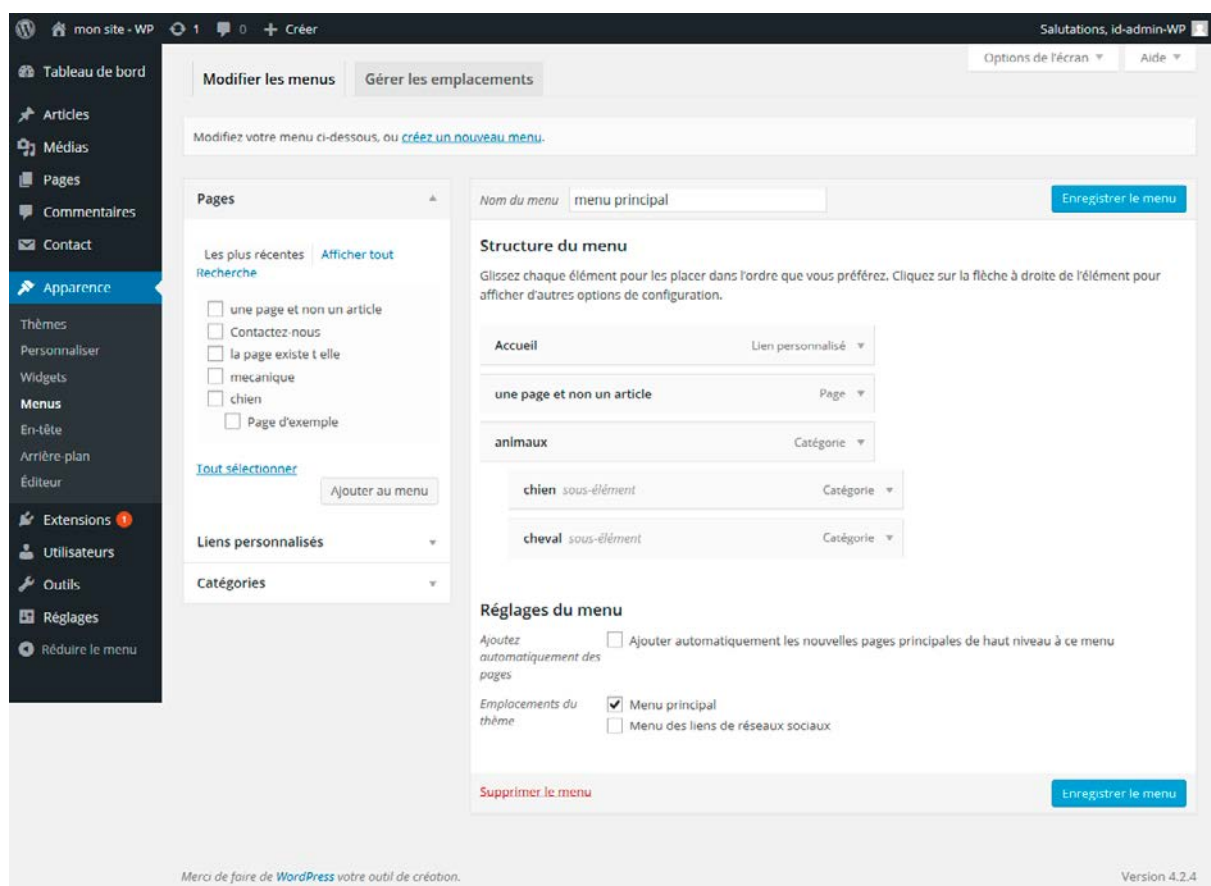 mon site - WP 1 0 + Créer Salutations, id-admin-WP
Options de l'écran Aide
Tableau de bord
Articles
Médias
Pages
Commentaires
Contact
Apparence
Thèmes
Personnaliser
Widgets
Menus
En-tête
Arrière-plan
Éditeur
Extensions 1
Utilisateurs
Outils
Réglages
Réduire le menu
Modifier les menus Gérer les emplacements
Modifiez votre menu ci-dessous, ou créez un nouveau menu.
Pages
Les plus récentes Afficher tout
Recherche
une page et non un article
Contactez-nous
la page existe t elle
mecanique
chien
Page d'exemple
Tout sélectionner
Ajouter au menu
Liens personnalisés
Catégories
Nom du menu menu principal Enregistrer le menu
Structure du menu
Glissez chaque élément pour les placer dans l'ordre que vous préférez. Cliquez sur la flèche à droite de l'élément pour
afficher d'autres options de configuration.
Accueil Lien personnalisé
une page et non un article Page
animaux Catégorie
chien sous-élément Catégorie
cheval sous-élément Catégorie
Réglages du menu
Ajoutez
automatiquement des
pages
Ajouter automatiquement les nouvelles pages principales de haut niveau à ce menu
Emplacements du
thème
Menu principal
Menu des liens de réseaux sociaux
Supprimer le menu Enregistrer le menu
Merci de faire de WordPress votre outil de création. Version 4.2.4